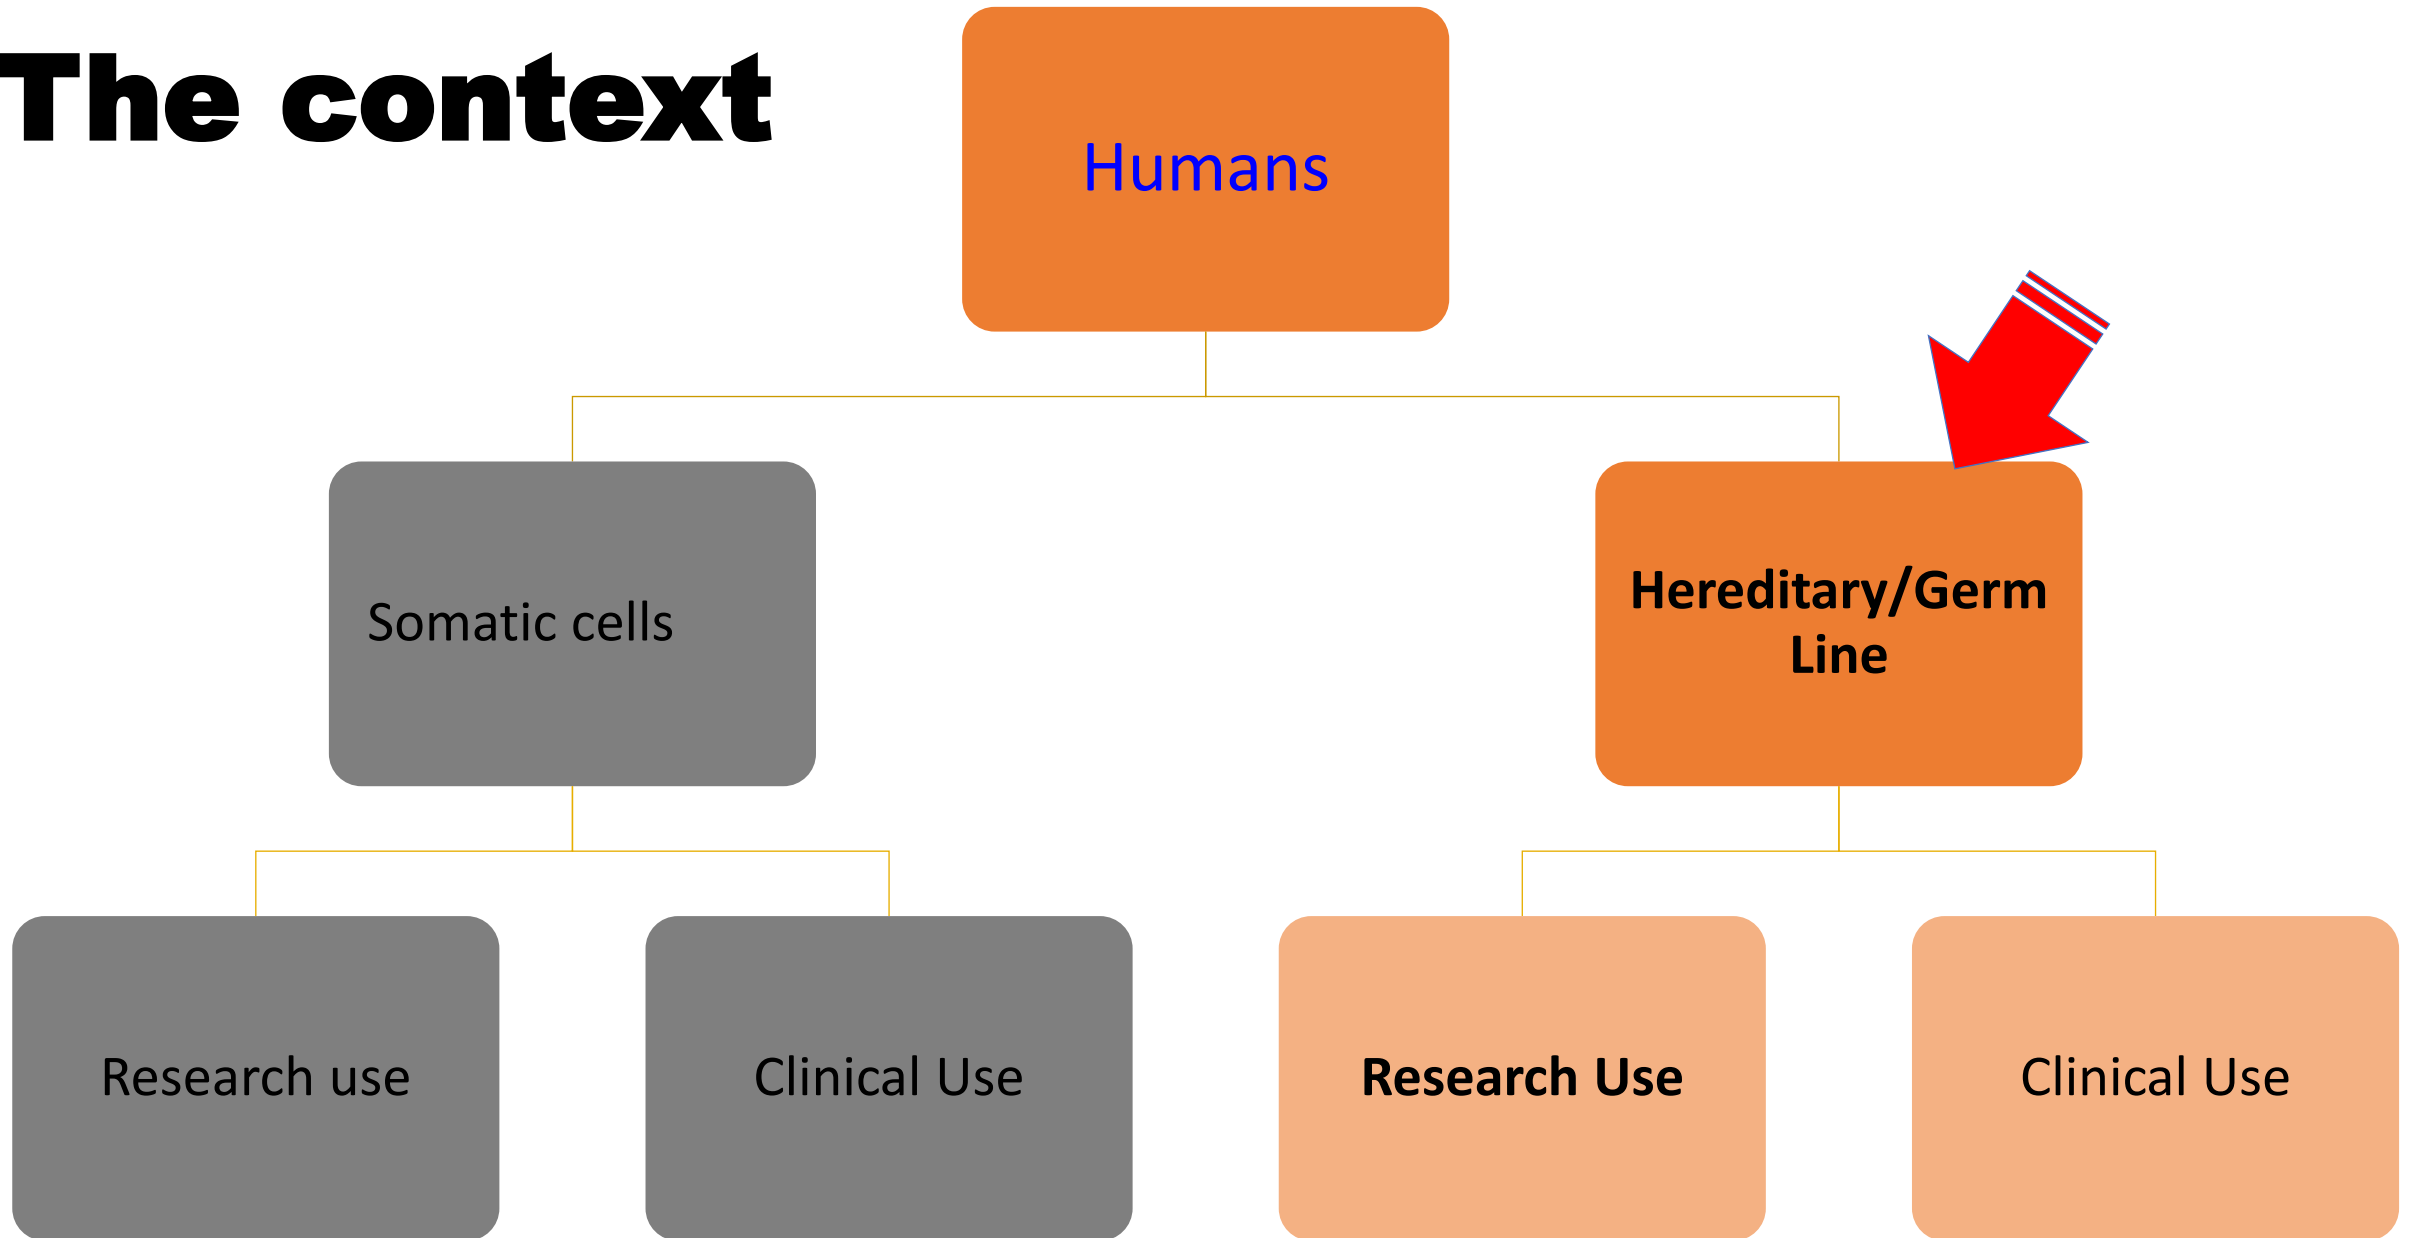 The context
Humans
Somatic cells
Hereditary/Germ
Line
Research use
Clinical Use
Research Use
Clinical Use